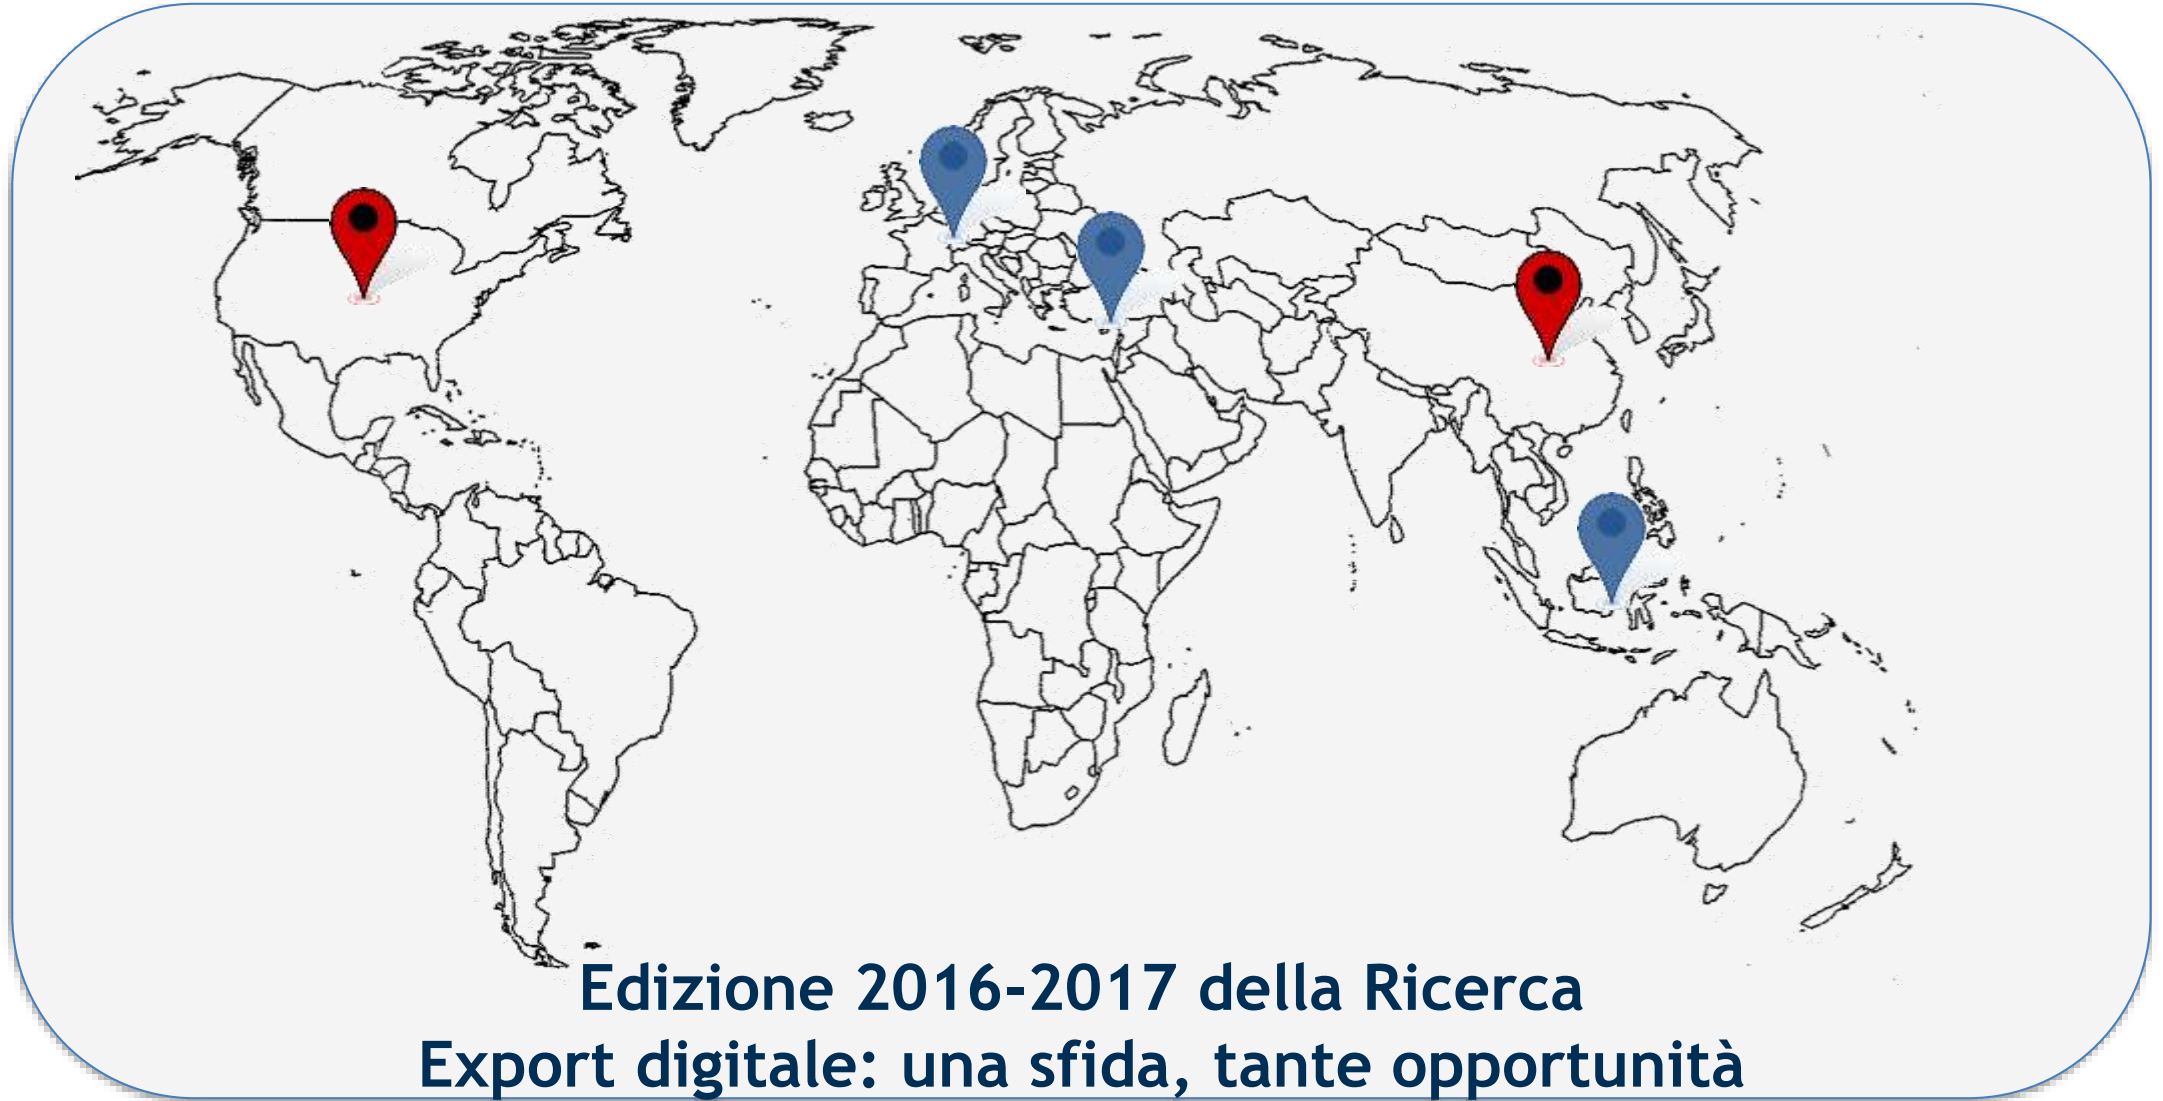 Edizione 2016-2017 della Ricerca
Export digitale: una sfida, tante opportunità